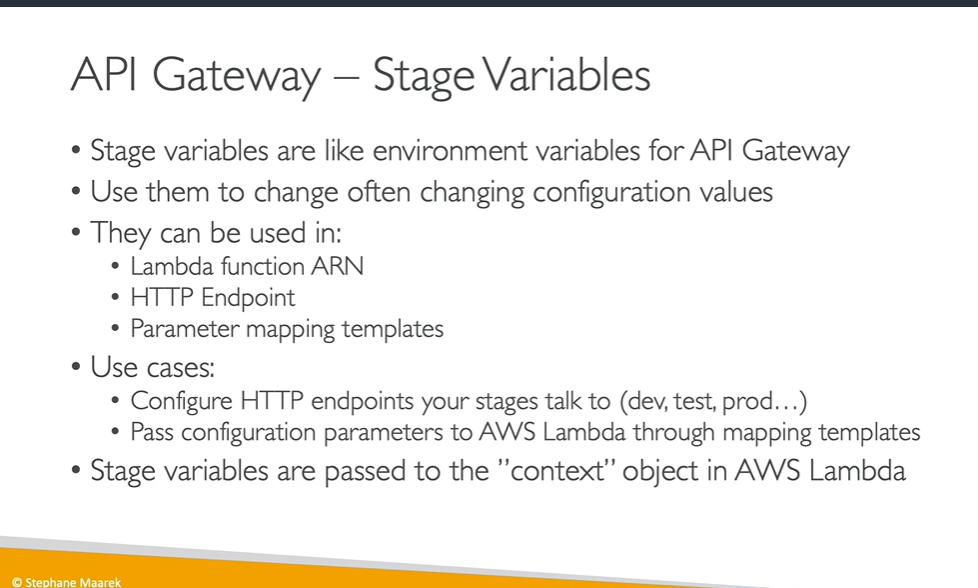 API Gateway – Stage Variables
• Stage variables are like environment variables for API Gateway
• Use them to change often changing configuration values
• They can be used in:
• Lambda function ARN
• HTTP Endpoint
• Parameter mapping templates
• Use cases:
• Configure HTTP endpoints your stages talk to (dev, test, prod…)
• Pass configuration parameters to AWS Lambda through mapping templates
• Stage variables are passed to the ”context” object in AWS Lambda
© Stephane Maarek